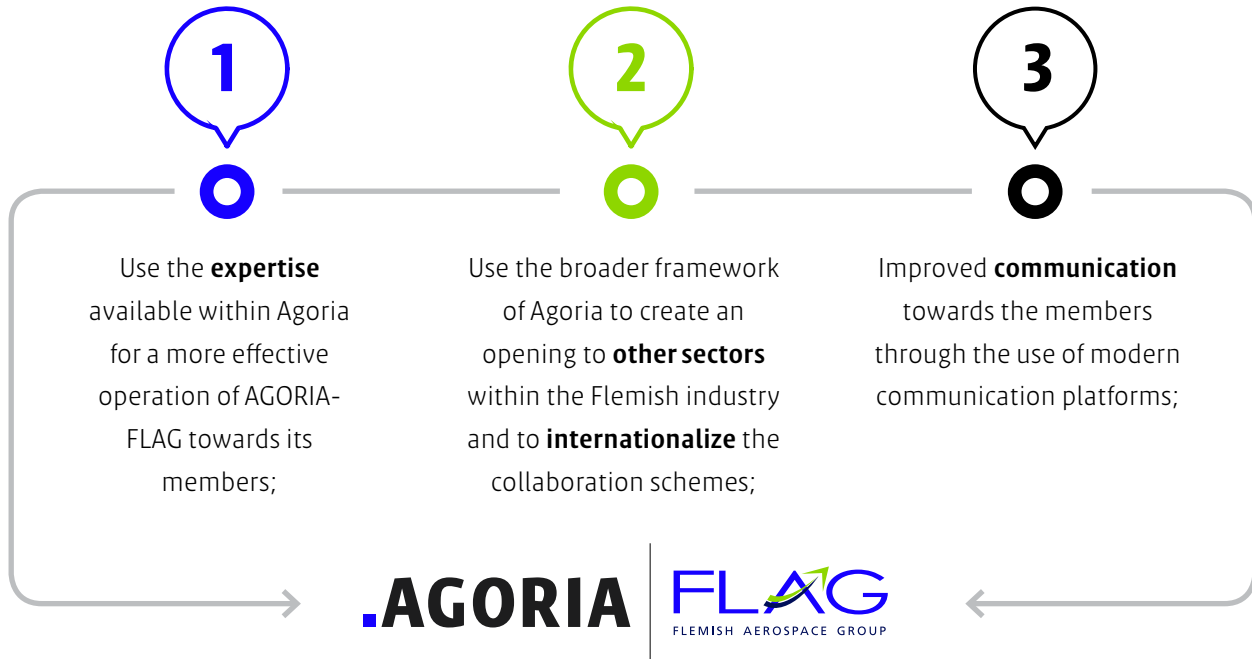 1
Use the expertise
available within Agoria
for a more effective
operation of AGORIA-
FLAG towards its
members;
2
Use the broader framework
of Agoria to create an
opening to other sectors
within the Flemish industry
and to internationalize the
collaboration schemes;
3
Improved communication
towards the members
through the use of modern
communication platforms;
.AGORIA
FLAG
FLEMISH AEROSPACE GROUP